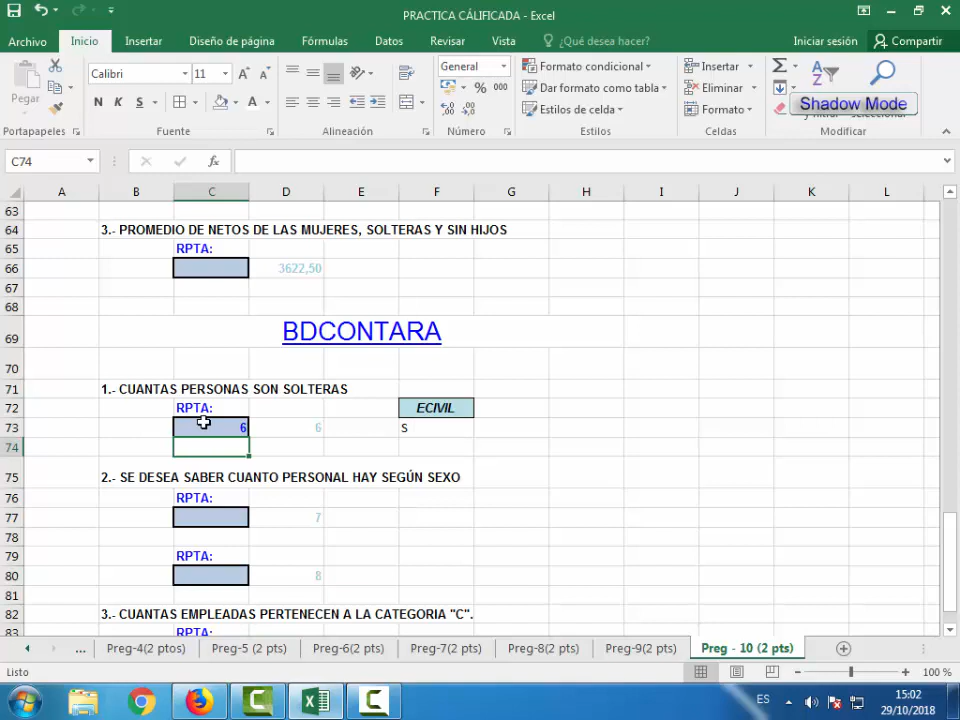 PRACTICA CÁLIFICADA - Excel
Archivo Inicio Insertar Diseño de página Fórmulas Datos Revisar Vista ¿Qué desea hacer? Iniciar sesión Compartir
Pegar
Calibri 11
General
Formato condicional
Dar formato como tabla
Estilos de celda
Insertar
Eliminar
Formato
Shadow Mode
Portapapeles Fuente Alineación Número Estilos Celdas Modificar
C74
A B C D E F G H I J K L
63
64 3.- PROMEDIO DE NETOS DE LAS MUJERES, SOLTERAS Y SIN HIJOS
65 RPTA:
66 3622,50
67
68
69 BDCONTARA
70
71 1.- CUANTAS PERSONAS SON SOLTERAS
72 RPTA: ECIVIL
73 6 6 S
74
75 2.- SE DESEA SABER CUANTO PERSONAL HAY SEGÚN SEXO
76 RPTA:
77 7
78
79 RPTA:
80 8
81
82 3.- CUANTAS EMPLEADAS PERTENECEN A LA CATEGORIA "C".
83 RPTA:
... Preg-4(2 ptos) Preg-5 (2 pts) Preg-6(2 pts) Preg-7(2 pts) Preg-8(2 pts) Preg-9(2 pts) Preg - 10 (2 pts)
Listo 100 %
ES 15:02
29/10/2018